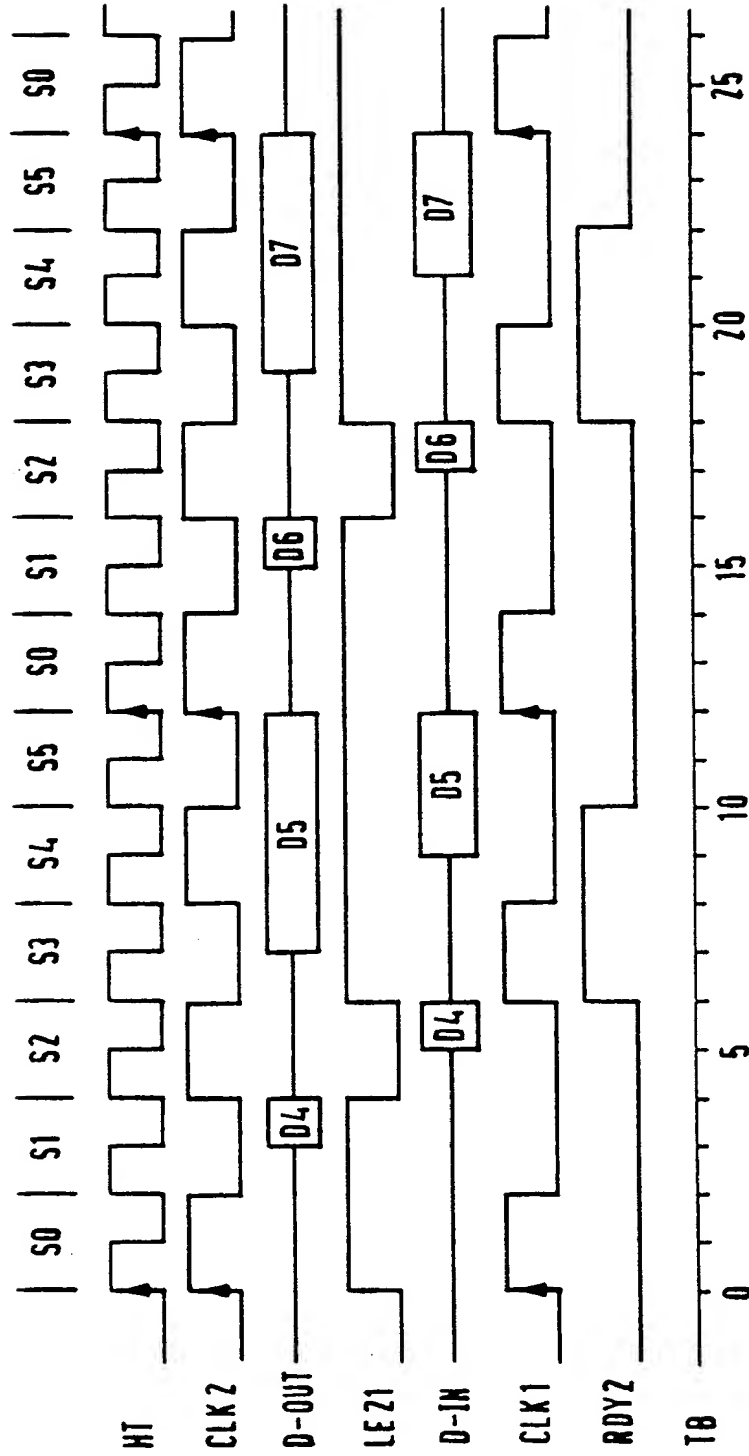 S0 | S1 | S2 | S3 | S4 | S5 | S0 | S1 | S2 | S3 | S4 | S5 | S0
MT
CLK2
D-OUT D4 D5 D6 D7
LE21
D-IN D4 D5 D6 D7
CLK1
RDY2
TB
0 5 10 15 20 25